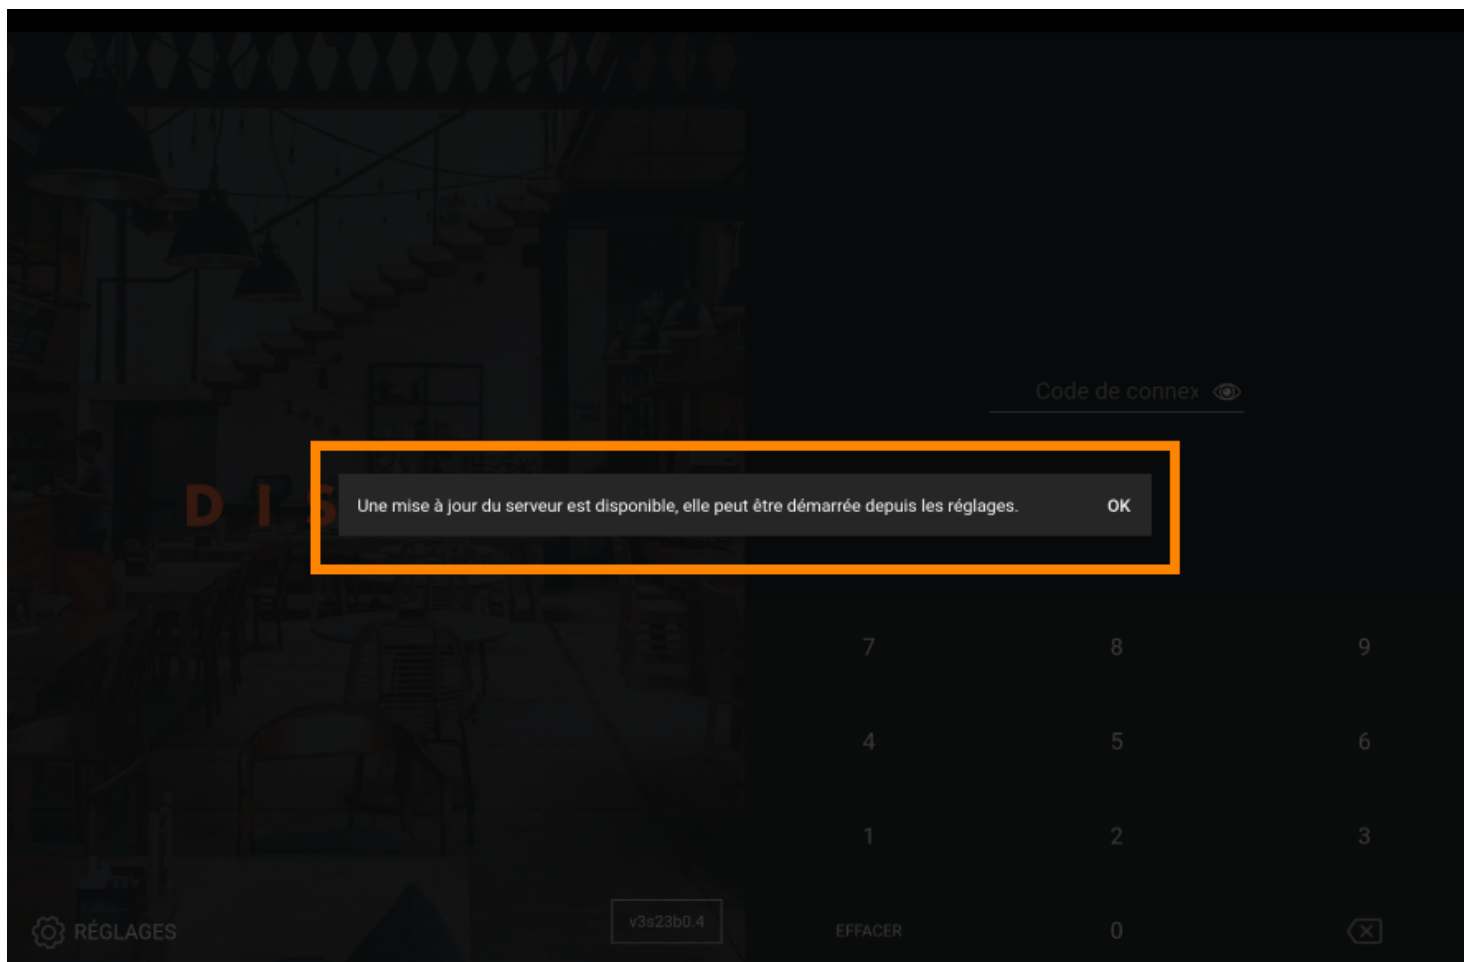 Code de connex
Une mise à jour du serveur est disponible, elle peut être démarrée depuis les réglages. OK
D I S
7 8 9
4 5 6
1 2 3
RÉGLAGES v3s23b0.4 EFFACER 0